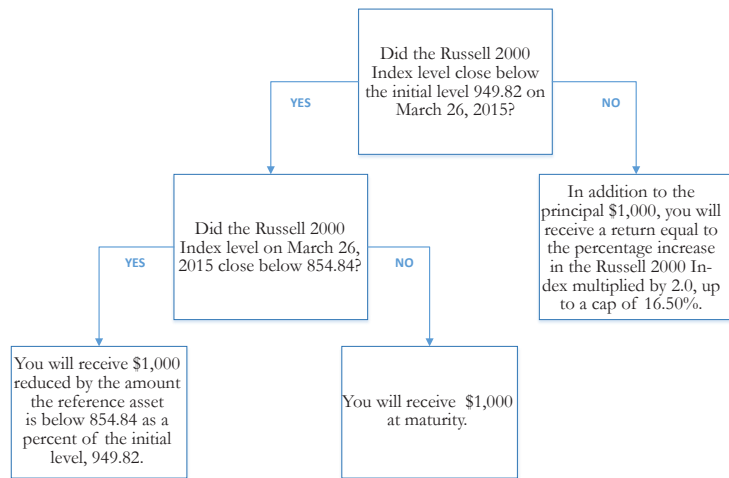 Did the Russell 2000
Index level close below
the initial level 949.82 on
March 26, 2015?
YES
NO
Did the Russell 2000
Index level on March 26,
2015 close below 854.84?
In addition to the
principal $1,000, you will
receive a return equal to
the percentage increase
in the Russell 2000 In-
dex multiplied by 2.0, up
to a cap of 16.50%.
YES
NO
You will receive $1,000
reduced by the amount
the reference asset
is below 854.84 as a
percent of the initial
level, 949.82.
You will receive $1,000
at maturity.